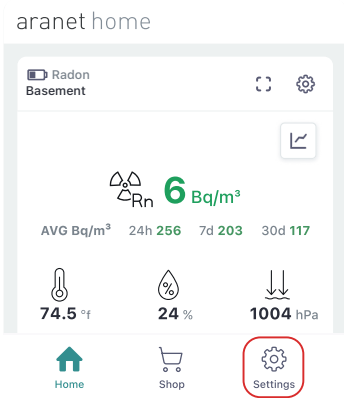 aranet home
Radon
Basement
Rn 6 Bq/m³
AVG Bq/m³ 24h 256 7d 203 30d 117
74.5 °f 24 % 1004 hPa
Home Shop Settings